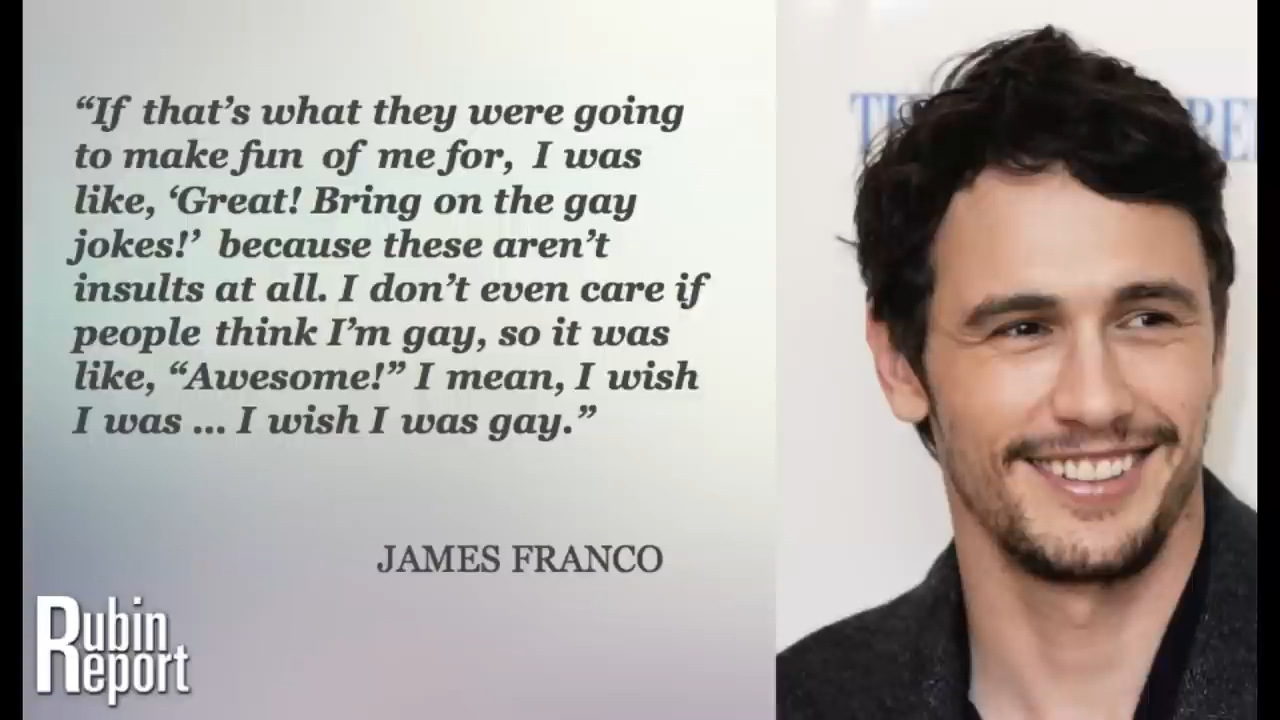 “If that’s what they were going
to make fun of me for, I was
like, ‘Great! Bring on the gay
jokes!’ because these aren’t
insults at all. I don’t even care if
people think I’m gay, so it was
like, “Awesome!” I mean, I wish
I was ... I wish I was gay.”
JAMES FRANCO
Rubin
Report